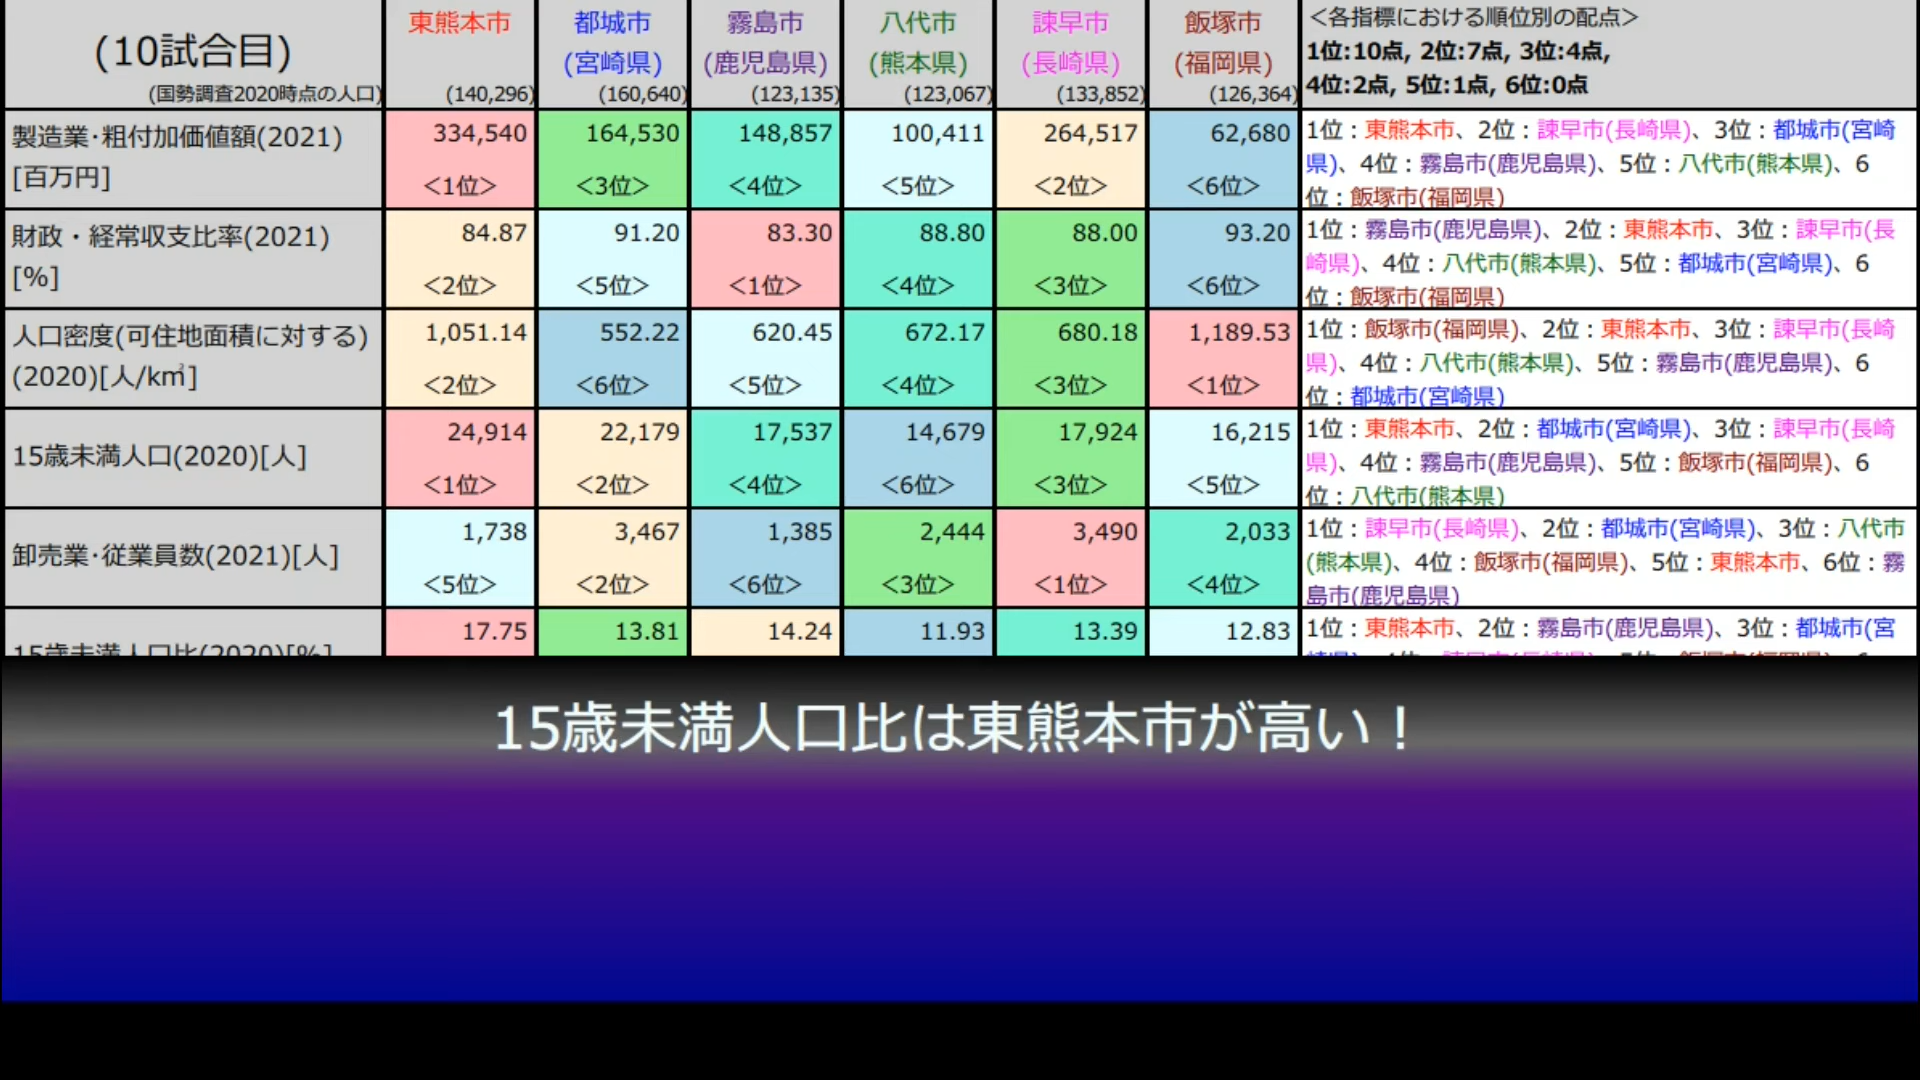 (10試合目)
(国勢調査2020時点の人口)
東熊本市
(140,296)
都城市
(宮崎県)
(160,640)
霧島市
(鹿児島県)
(123,135)
八代市
(熊本県)
(123,067)
諫早市
(長崎県)
(133,852)
飯塚市
(福岡県)
(126,364)
＜各指標における順位別の配点＞
1位:10点, 2位:7点, 3位:4点,
4位:2点, 5位:1点, 6位:0点
製造業･粗付加価値額(2021)
[百万円]
334,540 164,530 148,857 100,411 264,517 62,680
＜1位＞ ＜3位＞ ＜4位＞ ＜5位＞ ＜2位＞ ＜6位＞
1位：東熊本市、2位：諫早市(長崎県)、3位：都城市(宮崎
県)、4位：霧島市(鹿児島県)、5位：八代市(熊本県)、6
位：飯塚市(福岡県)
財政・経常収支比率(2021)
[%]
84.87 91.20 83.30 88.80 88.00 93.20
＜2位＞ ＜5位＞ ＜1位＞ ＜4位＞ ＜3位＞ ＜6位＞
1位：霧島市(鹿児島県)、2位：東熊本市、3位：諫早市(長
崎県)、4位：八代市(熊本県)、5位：都城市(宮崎県)、6
位：飯塚市(福岡県)
人口密度(可住地面積に対する)
(2020)[人/k㎡]
1,051.14 552.22 620.45 672.17 680.18 1,189.53
＜2位＞ ＜6位＞ ＜5位＞ ＜4位＞ ＜3位＞ ＜1位＞
1位：飯塚市(福岡県)、2位：東熊本市、3位：諫早市(長崎
県)、4位：八代市(熊本県)、5位：霧島市(鹿児島県)、6
位：都城市(宮崎県)
15歳未満人口(2020)[人]
24,914 22,179 17,537 14,679 17,924 16,215
＜1位＞ ＜2位＞ ＜4位＞ ＜6位＞ ＜3位＞ ＜5位＞
1位：東熊本市、2位：都城市(宮崎県)、3位：諫早市(長崎
県)、4位：霧島市(鹿児島県)、5位：飯塚市(福岡県)、6
位：八代市(熊本県)
卸売業･従業員数(2021)[人]
1,738 3,467 1,385 2,444 3,490 2,033
＜5位＞ ＜2位＞ ＜6位＞ ＜3位＞ ＜1位＞ ＜4位＞
1位：諫早市(長崎県)、2位：都城市(宮崎県)、3位：八代市
(熊本県)、4位：飯塚市(福岡県)、5位：東熊本市、6位：霧
島市(鹿児島県)
15歳未満人口比(2020)[%]
17.75 13.81 14.24 11.93 13.39 12.83
1位：東熊本市、2位：霧島市(鹿児島県)、3位：都城市(宮
崎県)、4位：諫早市(長崎県)、5位：飯塚市(福岡県)、6
15歳未満人口比は東熊本市が高い！